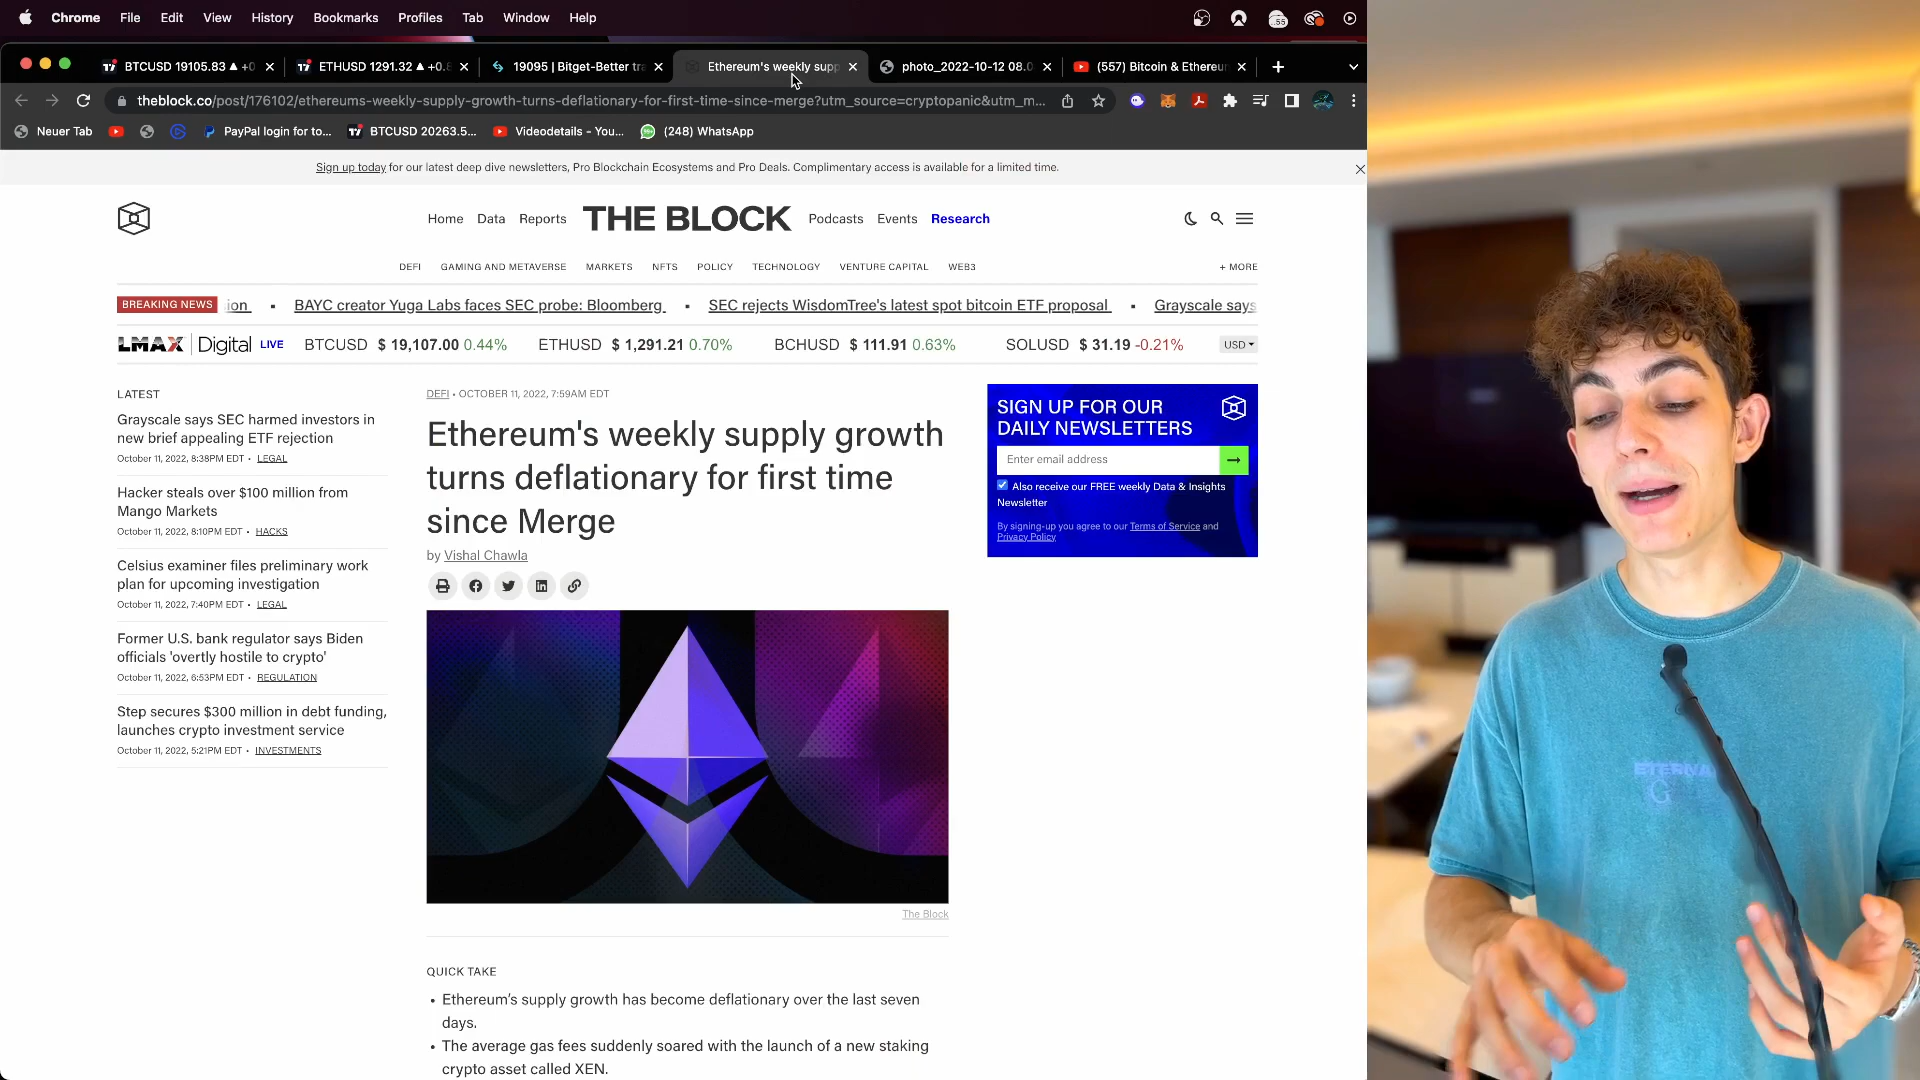 Chrome File Edit View History Bookmarks Profiles Tab Window Help
BTCUSD 19105.83 ▲ +0 ETHUSD 1291.32 ▲ +0. 19095 | Bitget-Better tra Ethereum's weekly supp photo_2022-10-12 08.0 (557) Bitcoin & Ethereu
theblock.co/post/176102/ethereums-weekly-supply-growth-turns-deflationary-for-first-time-since-merge?utm_source=cryptopanic&utm_m...
Neuer Tab PayPal login for to... BTCUSD 20263.5... Videodetails – You... (248) WhatsApp
Sign up today for our latest deep dive newsletters, Pro Blockchain Ecosystems and Pro Deals. Complimentary access is available for a limited time.
Home Data Reports THE BLOCK Podcasts Events Research
DEFI GAMING AND METAVERSE MARKETS NFTS POLICY TECHNOLOGY VENTURE CAPITAL WEB3 + MORE
BREAKING NEWS ion ▪ BAYC creator Yuga Labs faces SEC probe: Bloomberg ▪ SEC rejects WisdomTree's latest spot bitcoin ETF proposal ▪ Grayscale says
LMAX Digital LIVE BTCUSD $ 19,107.00 0.44% ETHUSD $ 1,291.21 0.70% BCHUSD $ 111.91 0.63% SOLUSD $ 31.19 -0.21% USD
LATEST
Grayscale says SEC harmed investors in
new brief appealing ETF rejection
October 11, 2022, 8:38PM EDT • LEGAL
Hacker steals over $100 million from
Mango Markets
October 11, 2022, 8:10PM EDT • HACKS
Celsius examiner files preliminary work
plan for upcoming investigation
October 11, 2022, 7:40PM EDT • LEGAL
Former U.S. bank regulator says Biden
officials 'overtly hostile to crypto'
October 11, 2022, 6:53PM EDT • REGULATION
Step secures $300 million in debt funding,
launches crypto investment service
October 11, 2022, 5:21PM EDT • INVESTMENTS
DEFI • OCTOBER 11, 2022, 7:59AM EDT
Ethereum's weekly supply growth
turns deflationary for first time
since Merge
by Vishal Chawla
The Block
QUICK TAKE
• Ethereum's supply growth has become deflationary over the last seven
days.
• The average gas fees suddenly soared with the launch of a new staking
crypto asset called XEN.
SIGN UP FOR OUR
DAILY NEWSLETTERS
Enter email address
Also receive our FREE weekly Data & Insights
Newsletter
By signing-up you agree to our Terms of Service and
Privacy Policy
.55